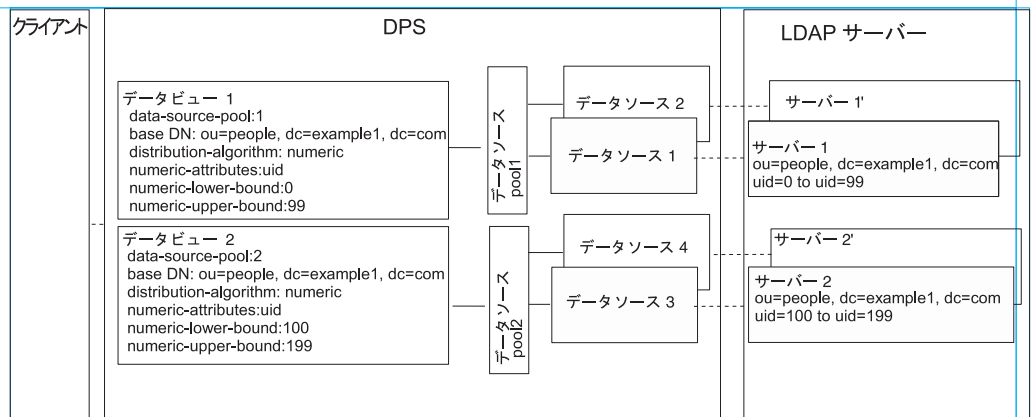 クライアント
DPS
LDAP サーバー
データビュー 1
data-source-pool:1
base DN: ou=people, dc=example1, dc=com
distribution-algorithm: numeric
numeric-attributes:uid
numeric-lower-bound:0
numeric-upper-bound:99
データソース
pool1
データソース 2
データソース 1
サーバー 1'
サーバー 1
ou=people, dc=example1, dc=com
uid=0 to uid=99
データビュー 2
data-source-pool:2
base DN: ou=people, dc=example1, dc=com
distribution-algorithm: numeric
numeric-attributes:uid
numeric-lower-bound:100
numeric-upper-bound:199
データソース
pool2
データソース 4
データソース 3
サーバー 2'
サーバー 2
ou=people, dc=example1, dc=com
uid=100 to uid=199